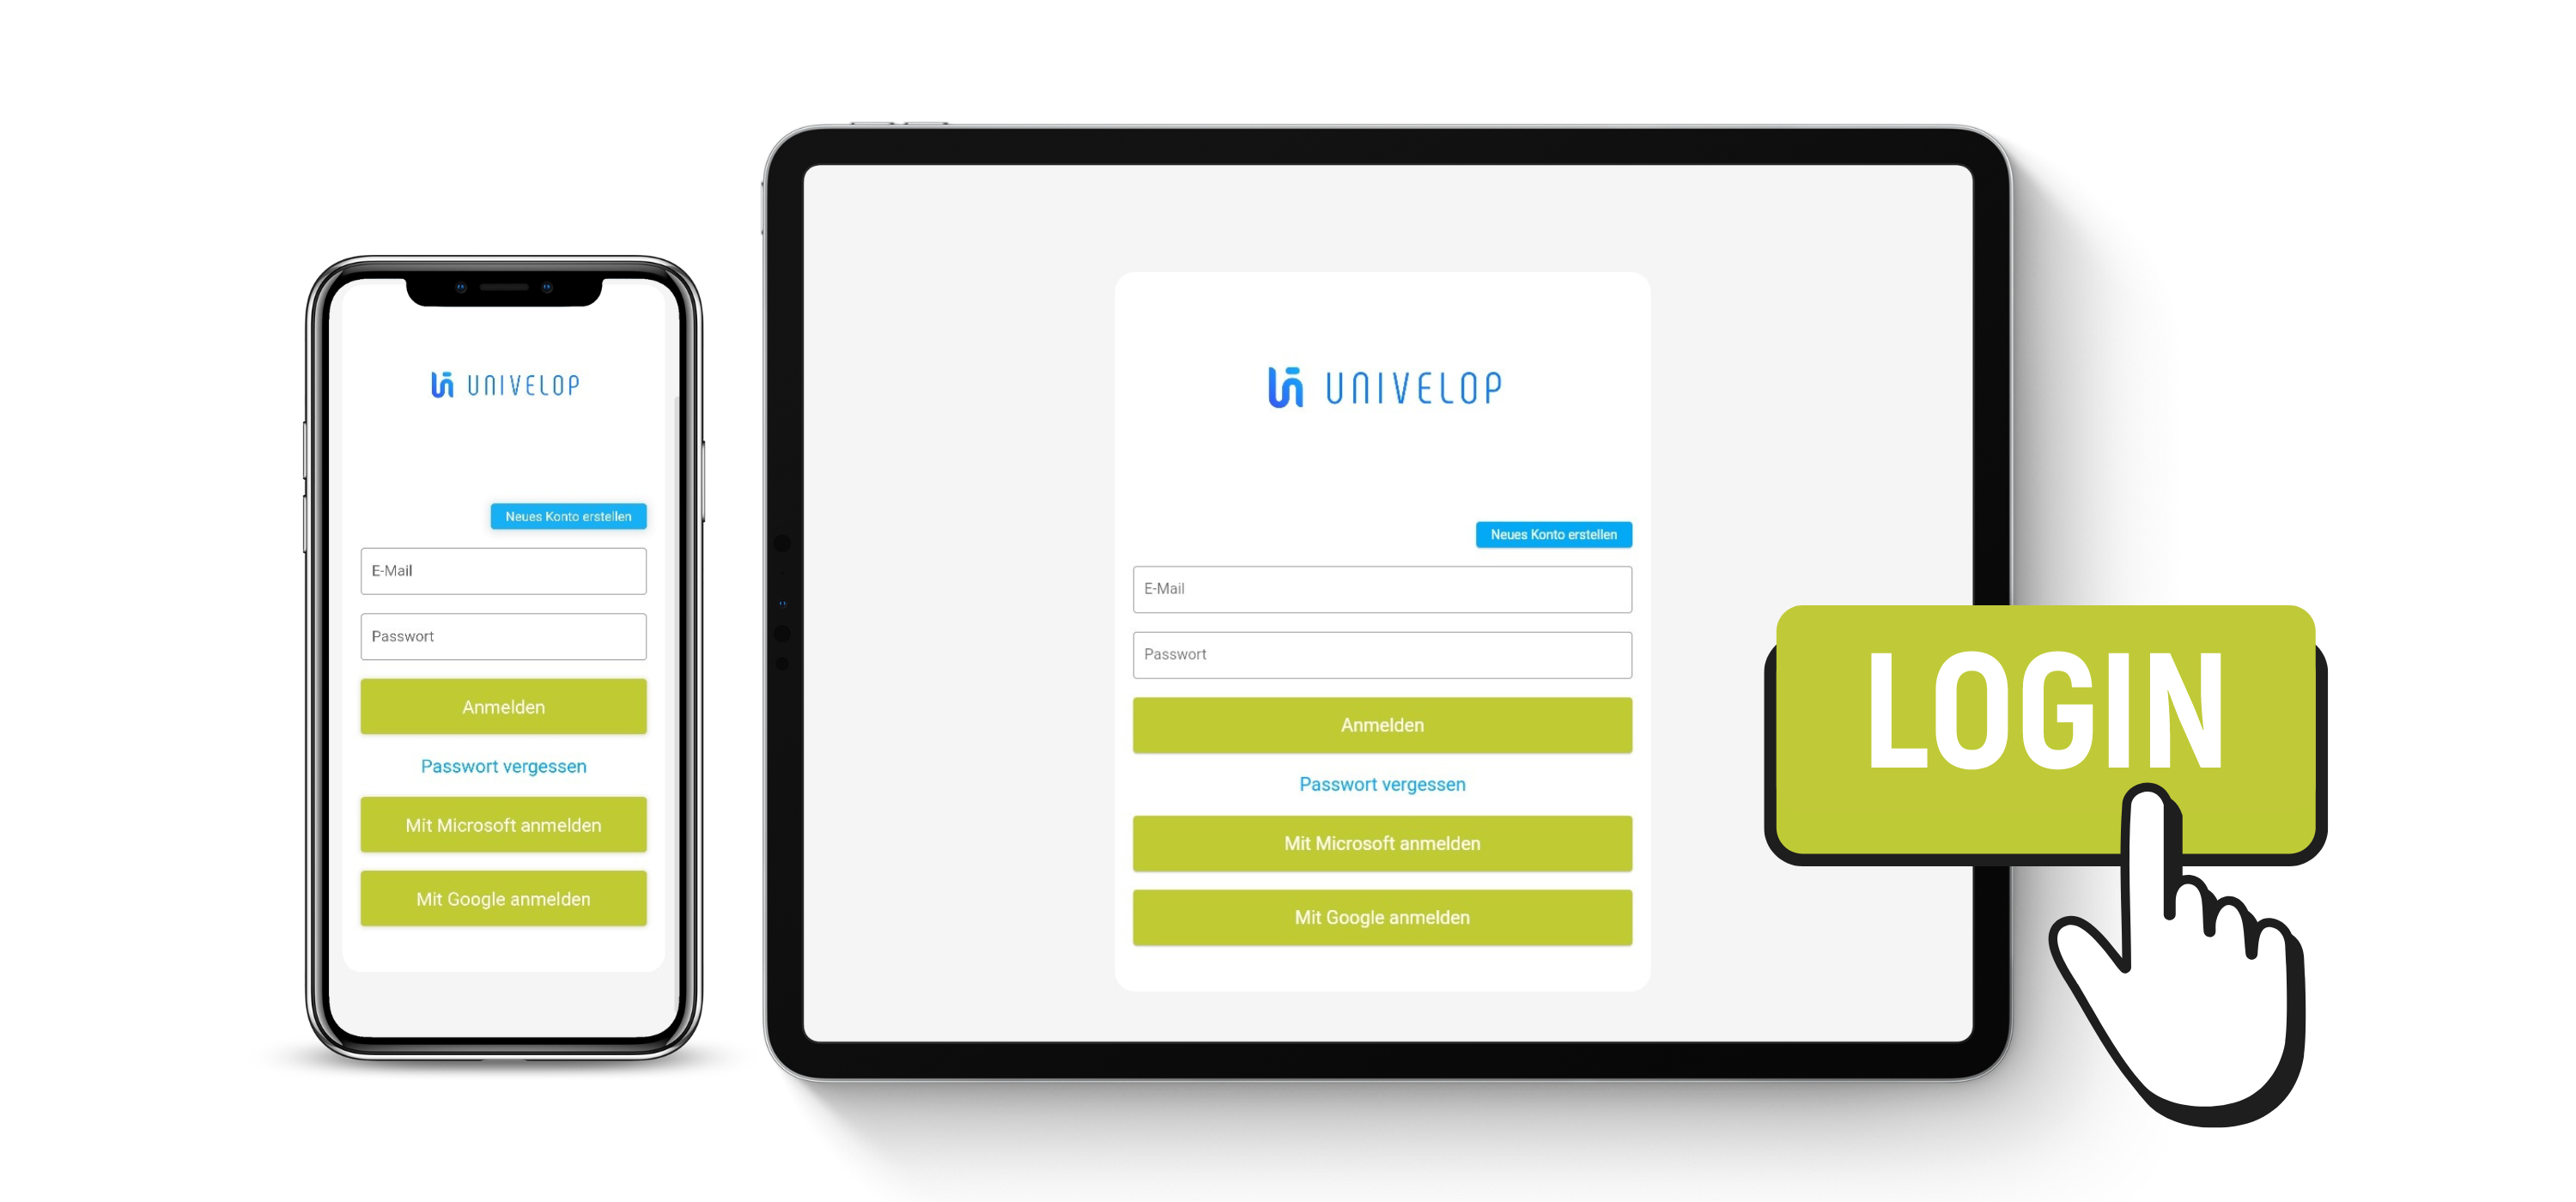 UNIVELOP
Neues Konto erstellen
E-Mail
Passwort
Anmelden
Passwort vergessen
Mit Microsoft anmelden
Mit Google anmelden
UNIVELOP
Neues Konto erstellen
E-Mail
Passwort
Anmelden
Passwort vergessen
Mit Microsoft anmelden
Mit Google anmelden
LOGIN